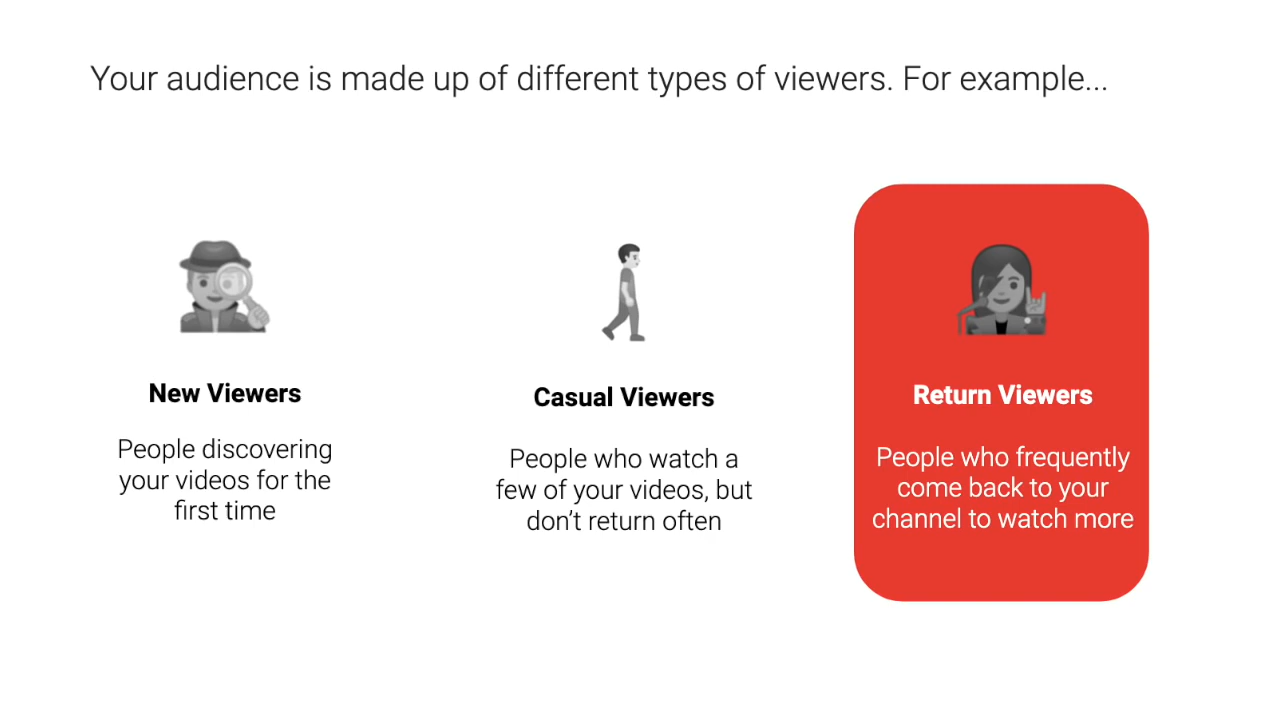 Your audience is made up of different types of viewers. For example...
New Viewers
People discovering
your videos for the
first time
Casual Viewers
People who watch a
few of your videos, but
don’t return often
Return Viewers
People who frequently
come back to your
channel to watch more